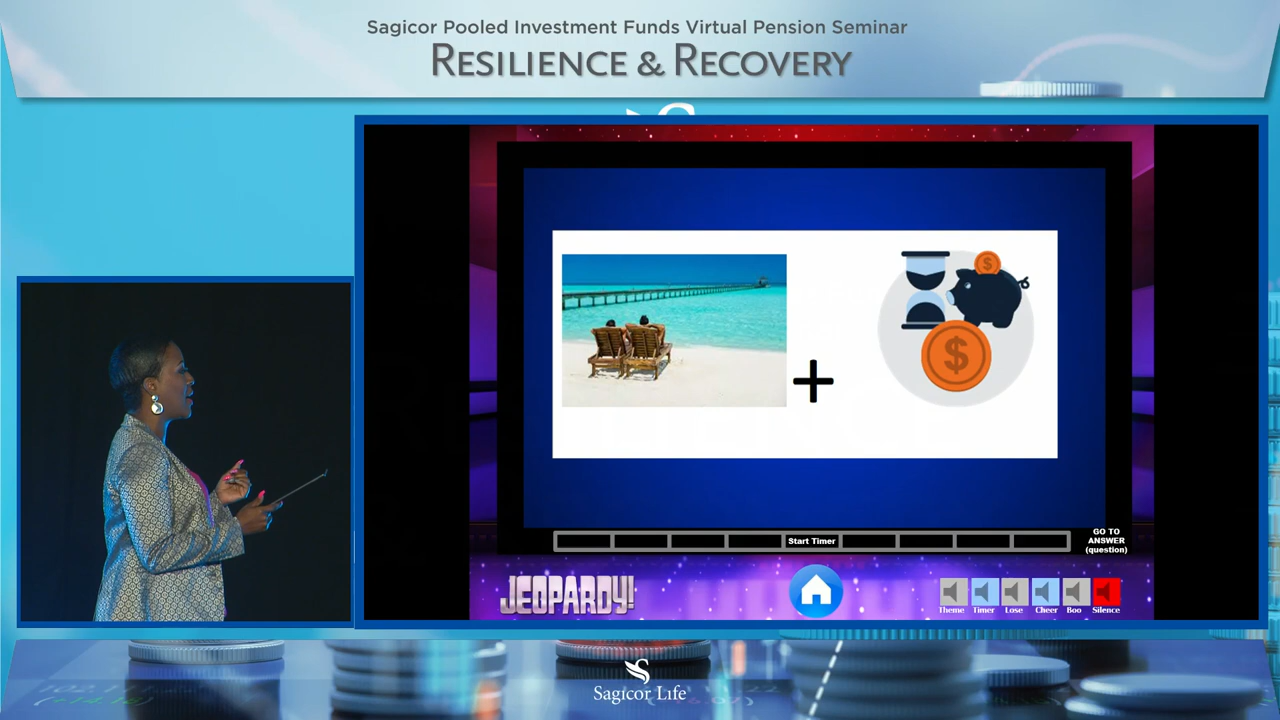 Sagicor Pooled Investment Funds Virtual Pension Seminar
RESILIENCE & RECOVERY
$
$
Start Timer
GO TO
ANSWER
(question)
JEOPARDY!
Theme Timer Lose Cheer Boo Silence
Sagicor Life